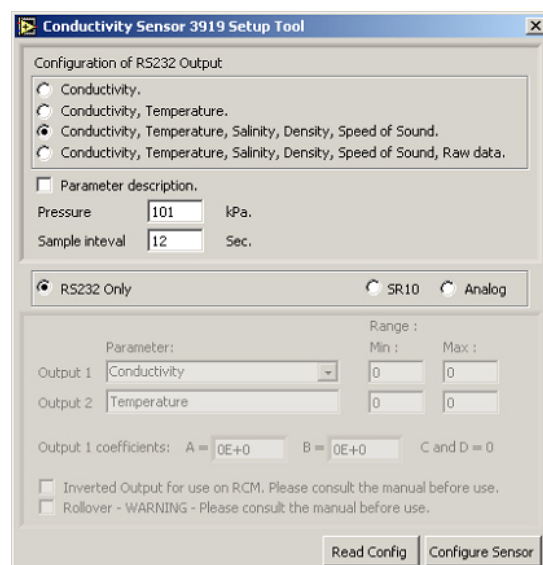 Conductivity Sensor 3919 Setup Tool
Configuration of RS232 Output
Conductivity.
Conductivity, Temperature.
Conductivity, Temperature, Salinity, Density, Speed of Sound.
Conductivity, Temperature, Salinity, Density, Speed of Sound, Raw data.
Parameter description.
Pressure 101 kPa.
Sample inteval 12 Sec.
RS232 Only SR10 Analog
Range :
Parameter: Min : Max :
Output 1 Conductivity 0 0
Output 2 Temperature 0 0
Output 1 coefficients: A = 0E+0 B = 0E+0 C and D = 0
Inverted Output for use on RCM. Please consult the manual before use.
Rollover - WARNING - Please consult the manual before use.
Read Config Configure Sensor